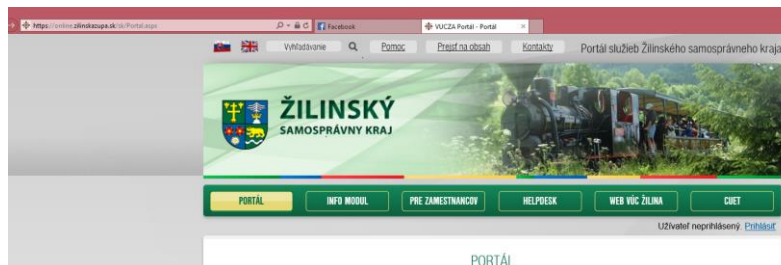 https://online.zilinskazupa.sk/sk/Portal.aspx
Facebook
VUCZA Portál - Portál
Vyhľadávanie
Pomoc
Prejsť na obsah
Kontakty
Portál služieb Žilinského samosprávneho kraja
ŽILINSKÝ
SAMOSPRÁVNY KRAJ
PORTÁL
INFO MODUL
PRE ZAMESTNANCOV
HELPDESK
WEB VÚC ŽILINA
CUET
Užívateľ neprihlásený. Prihlásiť
PORTÁL